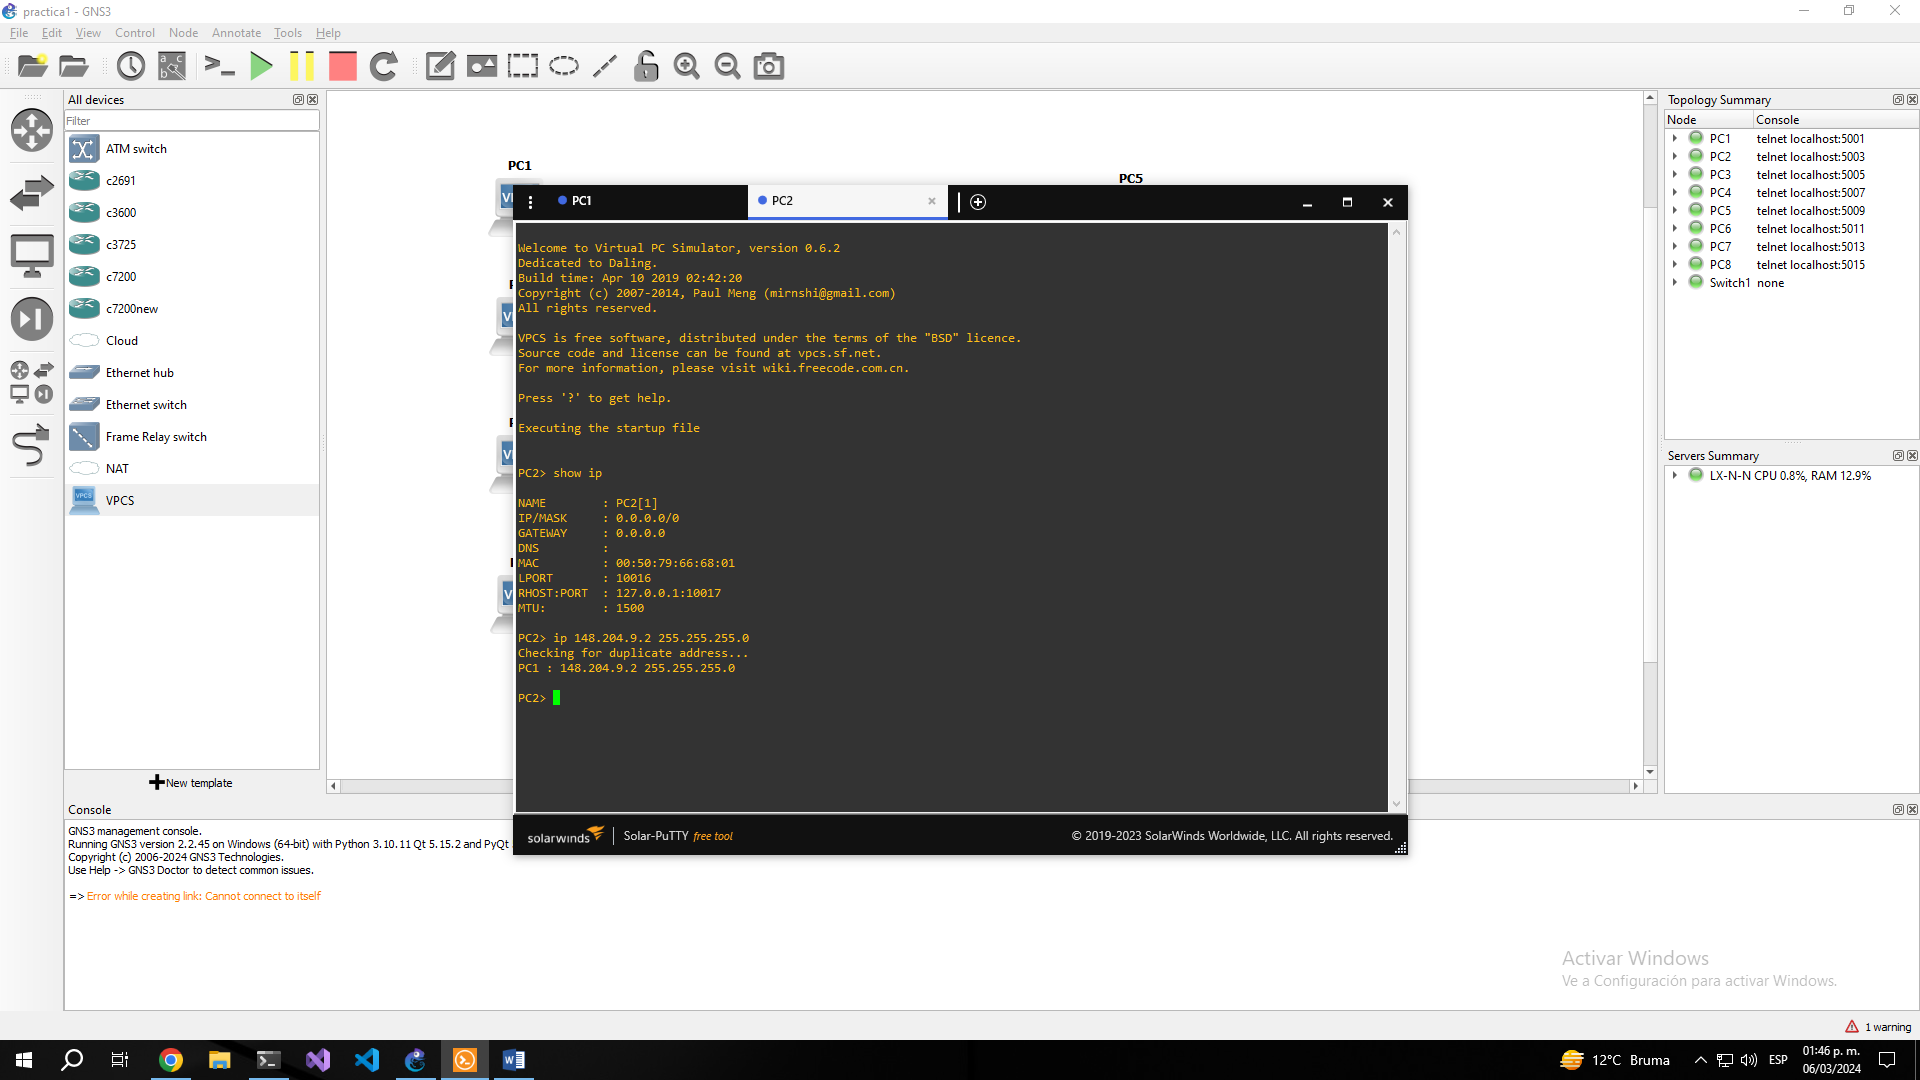 practica1 - GNS3
File Edit View Control Node Annotate Tools Help
All devices
Filter
ATM switch
c2691
c3600
c3725
c7200
c7200new
Cloud
Ethernet hub
Ethernet switch
Frame Relay switch
NAT
VPCS
New template
PC1
PC5
PC1
PC2
Welcome to Virtual PC Simulator, version 0.6.2
Dedicated to Daling.
Build time: Apr 10 2019 02:42:20
Copyright (c) 2007-2014, Paul Meng (mirnshi@gmail.com)
All rights reserved.
VPCS is free software, distributed under the terms of the "BSD" licence.
Source code and license can be found at vpcs.sf.net.
For more information, please visit wiki.freecode.com.cn.
Press '?' to get help.
Executing the startup file
PC2> show ip
NAME : PC2[1]
IP/MASK : 0.0.0.0/0
GATEWAY : 0.0.0.0
DNS :
MAC : 00:50:79:66:68:01
LPORT : 10016
RHOST:PORT : 127.0.0.1:10017
MTU: : 1500
PC2> ip 148.204.9.2 255.255.255.0
Checking for duplicate address...
PC1 : 148.204.9.2 255.255.255.0
PC2>
solarwinds
Solar-PuTTY free tool
© 2019-2023 SolarWinds Worldwide, LLC. All rights reserved.
Topology Summary
Node Console
PC1 telnet localhost:5001
PC2 telnet localhost:5003
PC3 telnet localhost:5005
PC4 telnet localhost:5007
PC5 telnet localhost:5009
PC6 telnet localhost:5011
PC7 telnet localhost:5013
PC8 telnet localhost:5015
Switch1 none
Servers Summary
LX-N-N CPU 0.8%, RAM 12.9%
Console
GNS3 management console.
Running GNS3 version 2.2.45 on Windows (64-bit) with Python 3.10.11 Qt 5.15.2 and PyQt
Copyright (c) 2006-2024 GNS3 Technologies.
Use Help -> GNS3 Doctor to detect common issues.
=> Error while creating link: Cannot connect to itself
Activar Windows
Ve a Configuración para activar Windows.
1 warning
12°C Bruma
ESP
01:46 p. m.
06/03/2024